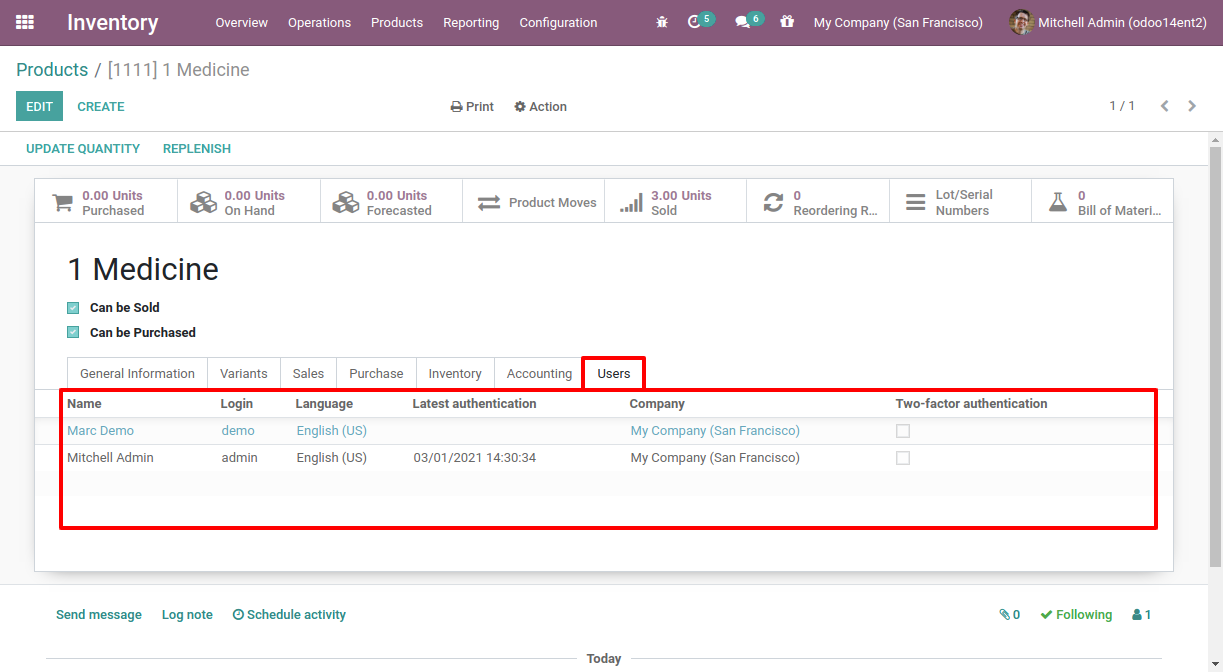 Inventory Overview Operations Products Reporting Configuration 5 6 My Company (San Francisco) Mitchell Admin (odoo14ent2)
Products / [1111] 1 Medicine
EDIT CREATE Print Action 1 / 1
UPDATE QUANTITY REPLENISH
0.00 Units
Purchased
0.00 Units
On Hand
0.00 Units
Forecasted
Product Moves
3.00 Units
Sold
0
Reordering R...
Lot/Serial
Numbers
0
Bill of Materi...
1 Medicine
Can be Sold
Can be Purchased
General Information Variants Sales Purchase Inventory Accounting Users
Name Login Language Latest authentication Company Two-factor authentication
Marc Demo demo English (US) My Company (San Francisco)
Mitchell Admin admin English (US) 03/01/2021 14:30:34 My Company (San Francisco)
Send message Log note Schedule activity 0 Following 1
Today